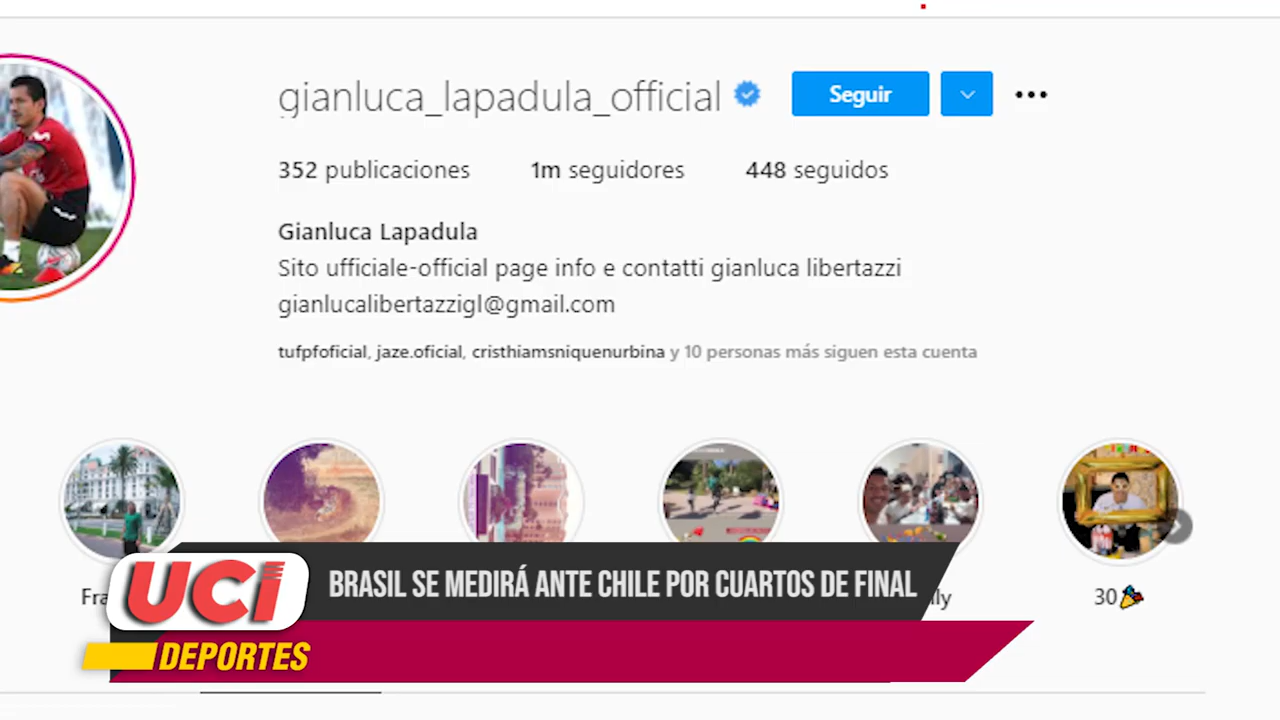 gianluca_lapadula_official
Seguir
352 publicaciones 1m seguidores 448 seguidos
Gianluca Lapadula
Sito ufficiale-official page info e contatti gianluca libertazzi
gianlucalibertazzigl@gmail.com
tufpfoficial, jaze.oficial, cristhiamsniquenurbina y 10 personas más siguen esta cuenta
30
UCI
DEPORTES
BRASIL SE MEDIRÁ ANTE CHILE POR CUARTOS DE FINAL